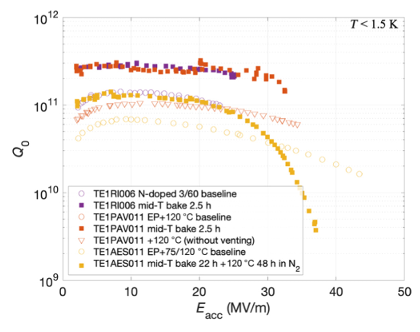 10¹²
T < 1.5 K
10¹¹
Q₀
10¹⁰
TE1RI006 N-doped 3/60 baseline
TE1RI006 mid-T bake 2.5 h
TE1PAV011 EP+120 °C baseline
TE1PAV011 mid-T bake 2.5 h
TE1PAV011 +120 °C (without venting)
TE1AES011 EP+75/120 °C baseline
TE1AES011 mid-T bake 22 h +120 °C 48 h in N₂
10⁹
0 10 20 30 40 50
E_acc (MV/m)